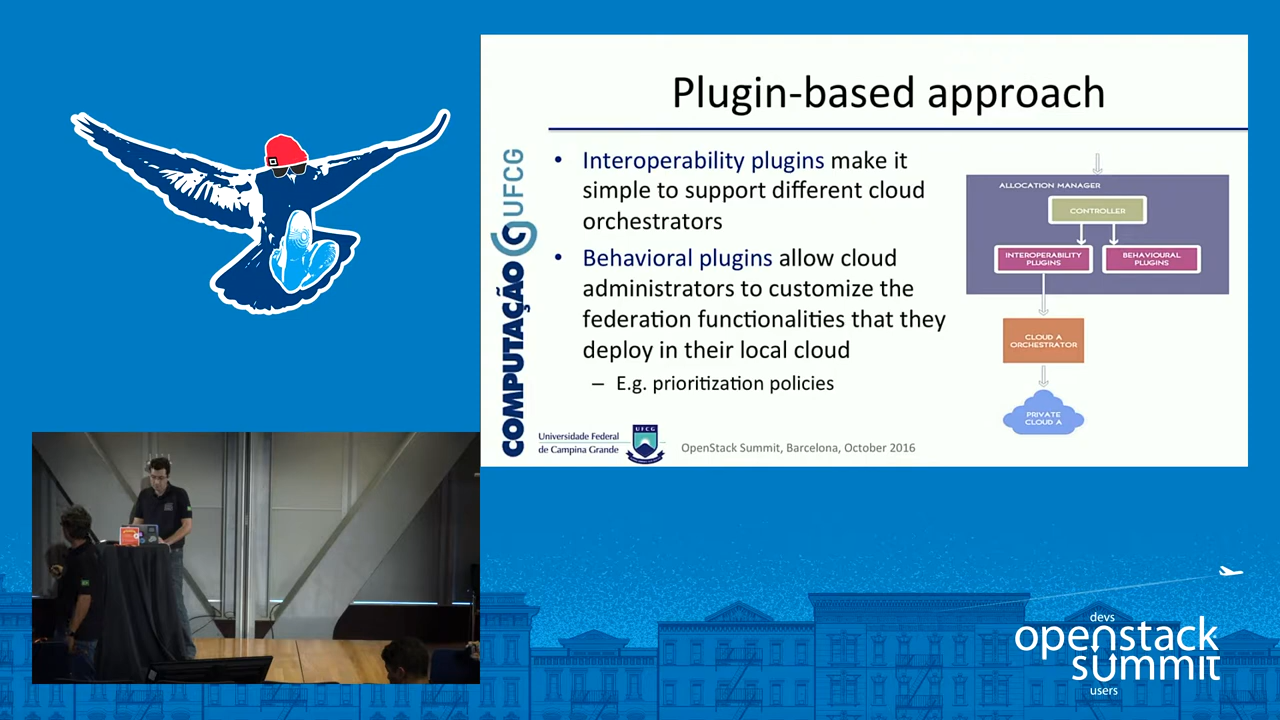 Plugin-based approach
• Interoperability plugins make it
simple to support different cloud
orchestrators
• Behavioral plugins allow cloud
administrators to customize the
federation functionalities that they
deploy in their local cloud
– E.g. prioritization policies
ALLOCATION MANAGER
CONTROLLER
INTEROPERABILITY
PLUGINS
BEHAVIOURAL
PLUGINS
CLOUD A
ORCHESTRATOR
PRIVATE
CLOUD A
COMPUTAÇÃO UFCG
Universidade Federal
de Campina Grande
UFCG
OpenStack Summit, Barcelona, October 2016
devs
openstack
summit
users